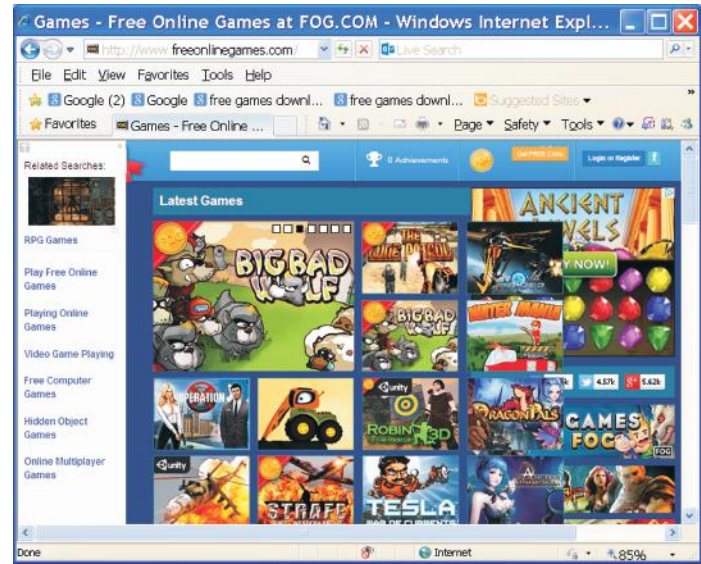 Games - Free Online Games at FOG.COM - Windows Internet Expl...
http://www.freeonlinegames.com/
Live Search
File Edit View Favorites Tools Help
Google (2) Google free games downl... free games downl... Suggested Sites
Favorites Games - Free Online ... Page Safety Tools
Related Searches:
0 Achievements
Get FREE Coins
Login or Register
RPG Games
Play Free Online
Games
Playing Online
Games
Video Game Playing
Free Computer
Games
Hidden Object
Games
Online Multiplayer
Games
Latest Games
BIG BAD
WOLF
THE
ANCIENT
NOW!
BIG BAD
WOLF
4.57k
5.62k
OPERATION
unity
ROBIN
3D
DRAGON PALS
GAMES
FOG
FOG
unity
STRAFE
TESLA
WAR OF CURRENTS
Done
Internet
85%